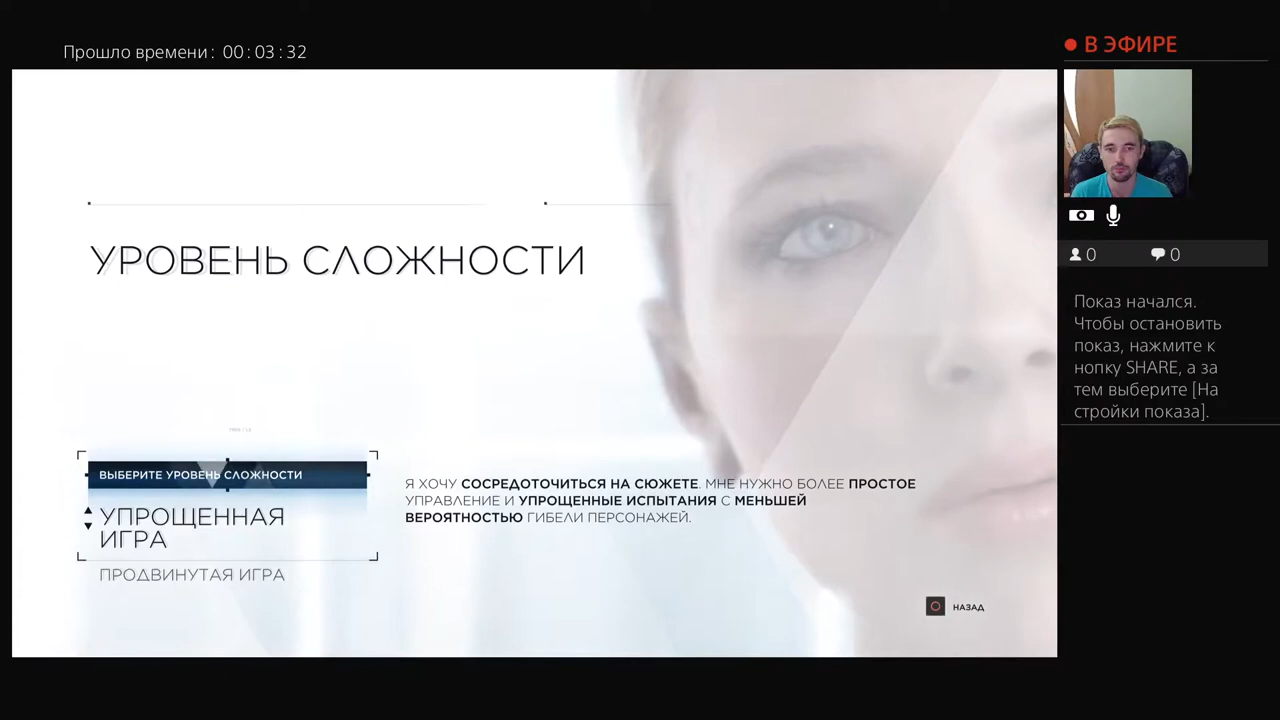 Прошло времени: 00:03:32
В ЭФИРЕ
УРОВЕНЬ СЛОЖНОСТИ
0 0
Показ начался.
Чтобы остановить
показ, нажмите к
нопку SHARE, а за
тем выберите [На
стройки показа].
ВЫБЕРИТЕ УРОВЕНЬ СЛОЖНОСТИ
УПРОЩЕННАЯ
ИГРА
ПРОДВИНУТАЯ ИГРА
Я ХОЧУ СОСРЕДОТОЧИТЬСЯ НА СЮЖЕТЕ. МНЕ НУЖНО БОЛЕЕ ПРОСТОЕ
УПРАВЛЕНИЕ И УПРОЩЕННЫЕ ИСПЫТАНИЯ С МЕНЬШЕЙ
ВЕРОЯТНОСТЬЮ ГИБЕЛИ ПЕРСОНАЖЕЙ.
НАЗАД